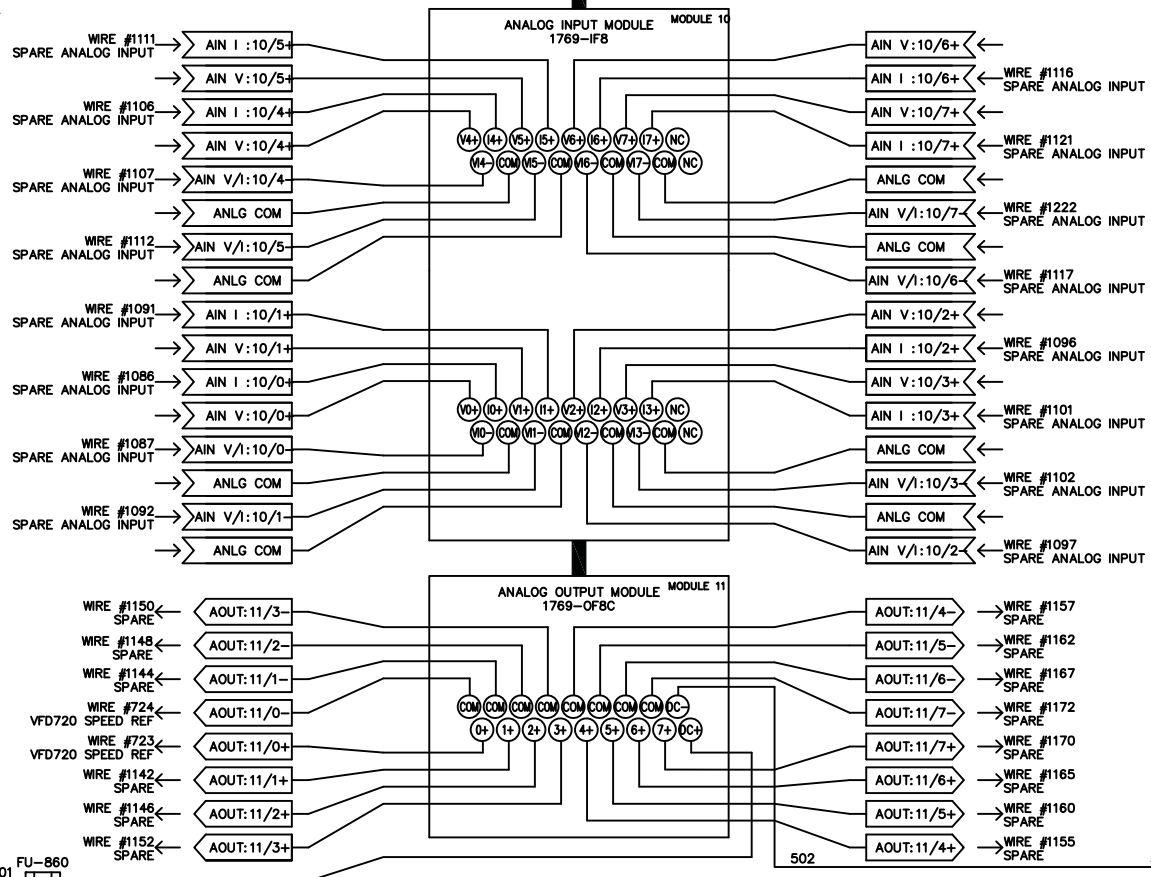 ANALOG INPUT MODULE
1769-IF8
MODULE 10
WIRE #1111
SPARE ANALOG INPUT
AIN I :10/5+
AIN V:10/5+
WIRE #1106
SPARE ANALOG INPUT
AIN I :10/4+
AIN V:10/4+
WIRE #1107
SPARE ANALOG INPUT
AIN V/I:10/4-
ANLG COM
WIRE #1112
SPARE ANALOG INPUT
AIN V/I:10/5-
ANLG COM
WIRE #1091
SPARE ANALOG INPUT
AIN I :10/1+
AIN V:10/1+
WIRE #1086
SPARE ANALOG INPUT
AIN I :10/0+
AIN V:10/0+
WIRE #1087
SPARE ANALOG INPUT
AIN V/I:10/0-
ANLG COM
WIRE #1092
SPARE ANALOG INPUT
AIN V/I:10/1-
ANLG COM
V4+ I4+ V5+ I5+ V6+ I6+ V7+ I7+ NC
VI4- COM VI5- COM VI6- COM VI7- COM NC
V0+ I0+ V1+ I1+ V2+ I2+ V3+ I3+ NC
VI0- COM VI1- COM VI2- COM VI3- COM NC
AIN V:10/6+
AIN I :10/6+
WIRE #1116
SPARE ANALOG INPUT
AIN V:10/7+
AIN I :10/7+
WIRE #1121
SPARE ANALOG INPUT
ANLG COM
AIN V/I:10/7-
WIRE #1222
SPARE ANALOG INPUT
ANLG COM
AIN V/I:10/6-
WIRE #1117
SPARE ANALOG INPUT
AIN V:10/2+
AIN I :10/2+
WIRE #1096
SPARE ANALOG INPUT
AIN V:10/3+
AIN I :10/3+
WIRE #1101
SPARE ANALOG INPUT
ANLG COM
AIN V/I:10/3-
WIRE #1102
SPARE ANALOG INPUT
ANLG COM
AIN V/I:10/2-
WIRE #1097
SPARE ANALOG INPUT
ANALOG OUTPUT MODULE
1769-OF8C
MODULE 11
WIRE #1150
SPARE
AOUT:11/3-
WIRE #1148
SPARE
AOUT:11/2-
WIRE #1144
SPARE
AOUT:11/1-
WIRE #724
VFD720 SPEED REF
AOUT:11/0-
WIRE #723
VFD720 SPEED REF
AOUT:11/0+
WIRE #1142
SPARE
AOUT:11/1+
WIRE #1146
SPARE
AOUT:11/2+
WIRE #1152
SPARE
AOUT:11/3+
COM COM COM COM COM COM COM COM DC-
0+ 1+ 2+ 3+ 4+ 5+ 6+ 7+ DC+
AOUT:11/4-
WIRE #1157
SPARE
AOUT:11/5-
WIRE #1162
SPARE
AOUT:11/6-
WIRE #1167
SPARE
AOUT:11/7-
WIRE #1172
SPARE
AOUT:11/7+
WIRE #1170
SPARE
AOUT:11/6+
WIRE #1165
SPARE
AOUT:11/5+
WIRE #1160
SPARE
AOUT:11/4+
WIRE #1155
SPARE
502
FU-860
01